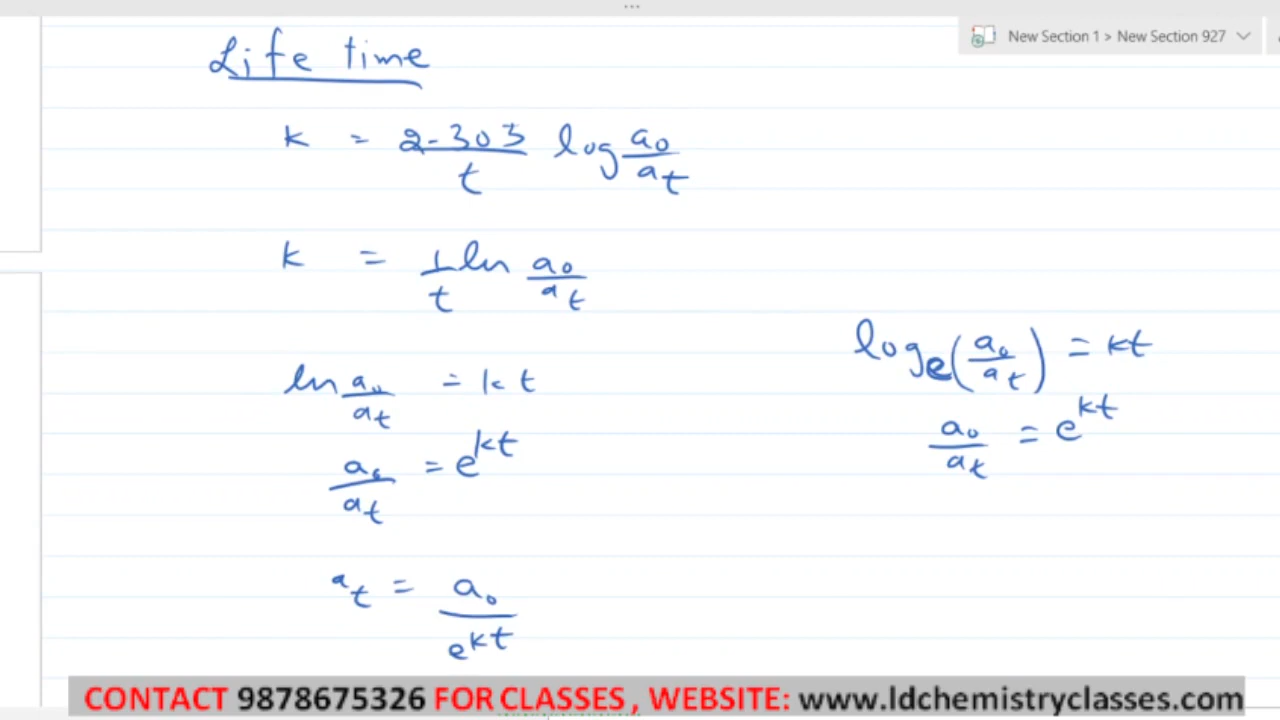 New Section 1 > New Section 927
Life time
k = 2.303/t log a₀/aₜ
k = 1/t ln a₀/aₜ
ln a₀/aₜ = kt
a₀/aₜ = e^kt
aₜ = a₀/e^kt
logₑ(a₀/aₜ) = kt
a₀/aₜ = e^kt
CONTACT 9878675326 FOR CLASSES , WEBSITE: www.ldchemistryclasses.com